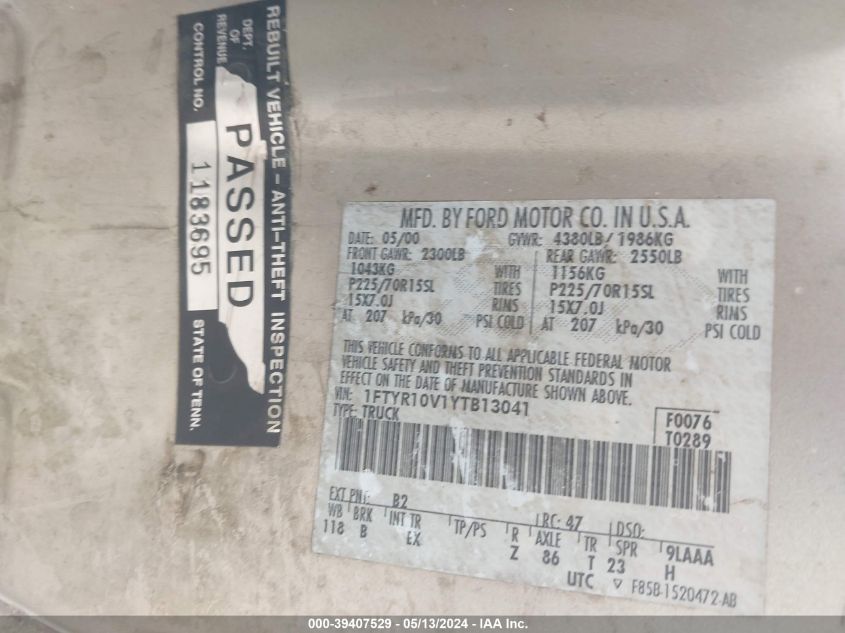 REBUILT VEHICLE - ANTI-THEFT INSPECTION
DEPT.
OF
REVENUE
PASSED
CONTROL NO.
1183695
STATE OF TENN.
MFD. BY FORD MOTOR CO. IN U.S.A.
DATE: 05/00 GVWR: 4380LB/ 1986KG
FRONT GAWR: 2300LB REAR GAWR: 2550LB
1043KG WITH 1156KG WITH
P225/70R15SL TIRES P225/70R15SL TIRES
15X7.0J RIMS 15X7.0J RIMS
AT 207 kPa/30 PSI COLD AT 207 kPa/30 PSI COLD
THIS VEHICLE CONFORMS TO ALL APPLICABLE FEDERAL MOTOR
VEHICLE SAFETY AND THEFT PREVENTION STANDARDS IN
EFFECT ON THE DATE OF MANUFACTURE SHOWN ABOVE.
VIN: 1FTYR10V1YTB13041
TYPE: TRUCK
F0076
T0289
EXT PNT: B2 RC: 47 DSO:
WB BRK INT TR TP/PS R AXLE TR SPR 9LAAA
118 B EX Z 86 T 23 H
UTC ▽ F85B-1520472-AB
000-39407529 - 05/13/2024 - IAA Inc.